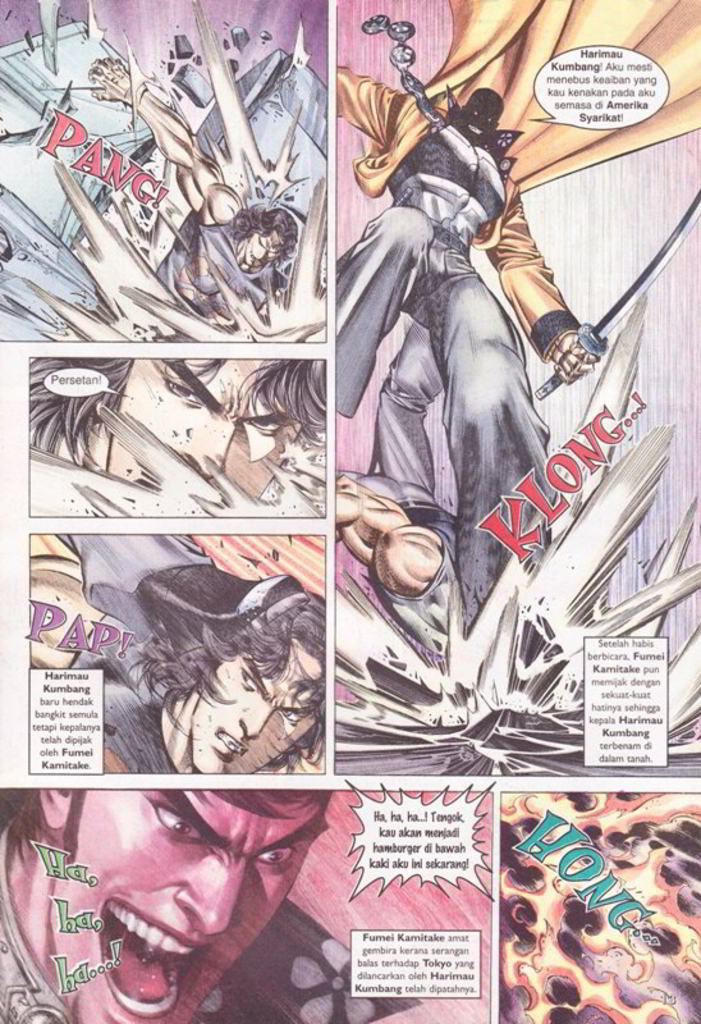 PANG!
Persetan!
PAP!
Harimau
Kumbang
baru hendak
bangkit semula
tetapi kepalanya
telah dipijak
oleh Fumei
Kamitake.
Harimau
Kumbang! Aku mesti
menebus keaiban yang
kau kenakan pada aku
semasa di Amerika
Syarikat!
KLONG...!
Setelah habis
berbicara, Fumei
Kamitake pun
memijak dengan
sekuat-kuat
hatinya sehingga
kepala Harimau
Kumbang
terbenam di
dalam tanah.
Ha,
ha,
ha...!
Ha, ha, ha...! Tengok,
kau akan menjadi
hamburger di bawah
kaki aku ini sekarang!
Fumei Kamitake amat
gembira kerana serangan
balas terhadap Tokyo yang
dilancarkan oleh Harimau
Kumbang telah dipatahnya.
HONG...